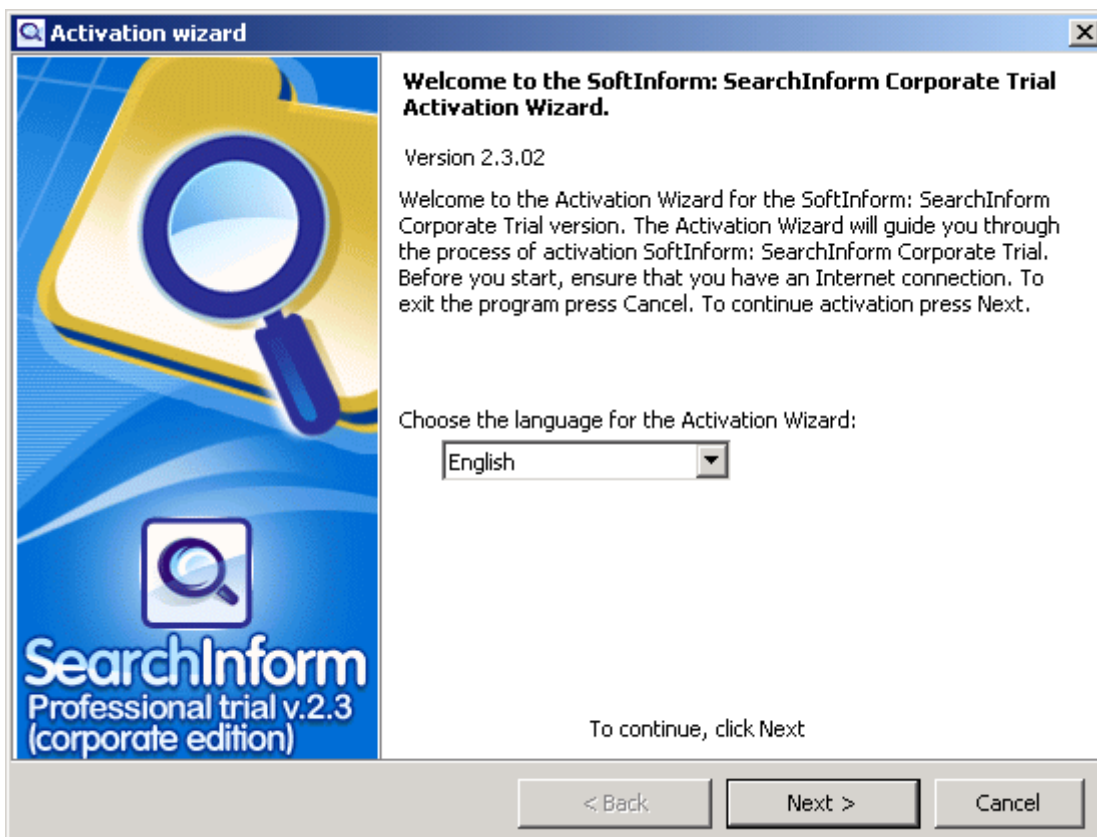 Activation wizard
Welcome to the SoftInform: SearchInform Corporate Trial
Activation Wizard.
Version 2.3.02
Welcome to the Activation Wizard for the SoftInform: SearchInform
Corporate Trial version. The Activation Wizard will guide you through
the process of activation SoftInform: SearchInform Corporate Trial.
Before you start, ensure that you have an Internet connection. To
exit the program press Cancel. To continue activation press Next.
Choose the language for the Activation Wizard:
English
SearchInform
Professional trial v.2.3
(corporate edition)
To continue, click Next
< Back
Next >
Cancel